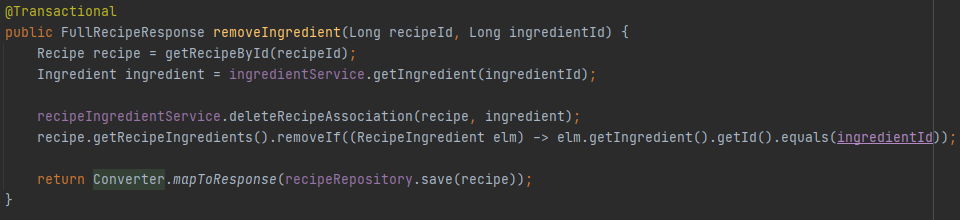 @Transactional
public FullRecipeResponse removeIngredient(Long recipeId, Long ingredientId) {
    Recipe recipe = getRecipeById(recipeId);
    Ingredient ingredient = ingredientService.getIngredient(ingredientId);

    recipeIngredientService.deleteRecipeAssociation(recipe, ingredient);
    recipe.getRecipeIngredients().removeIf((RecipeIngredient elm) -> elm.getIngredient().getId().equals(ingredientId));

    return Converter.mapToResponse(recipeRepository.save(recipe));
}